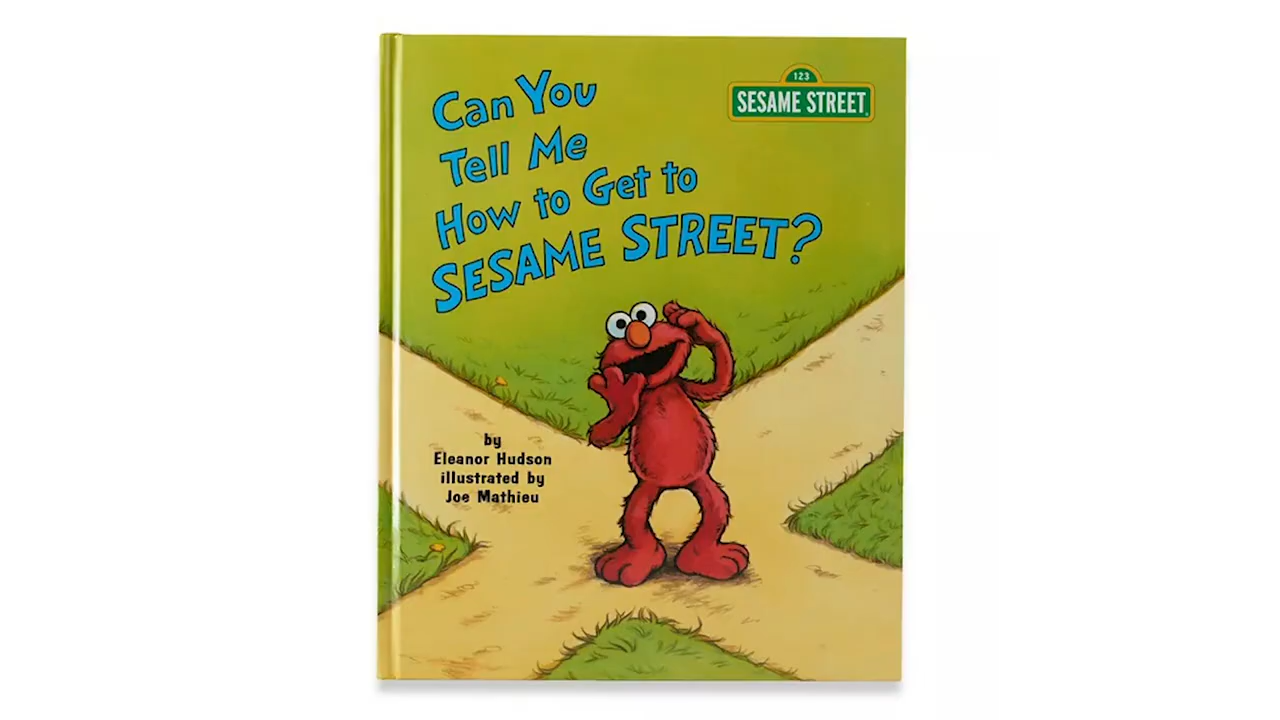 Can You
Tell Me
How to Get to
SESAME STREET?
123
SESAME STREET
by
Eleanor Hudson
illustrated by
Joe Mathieu